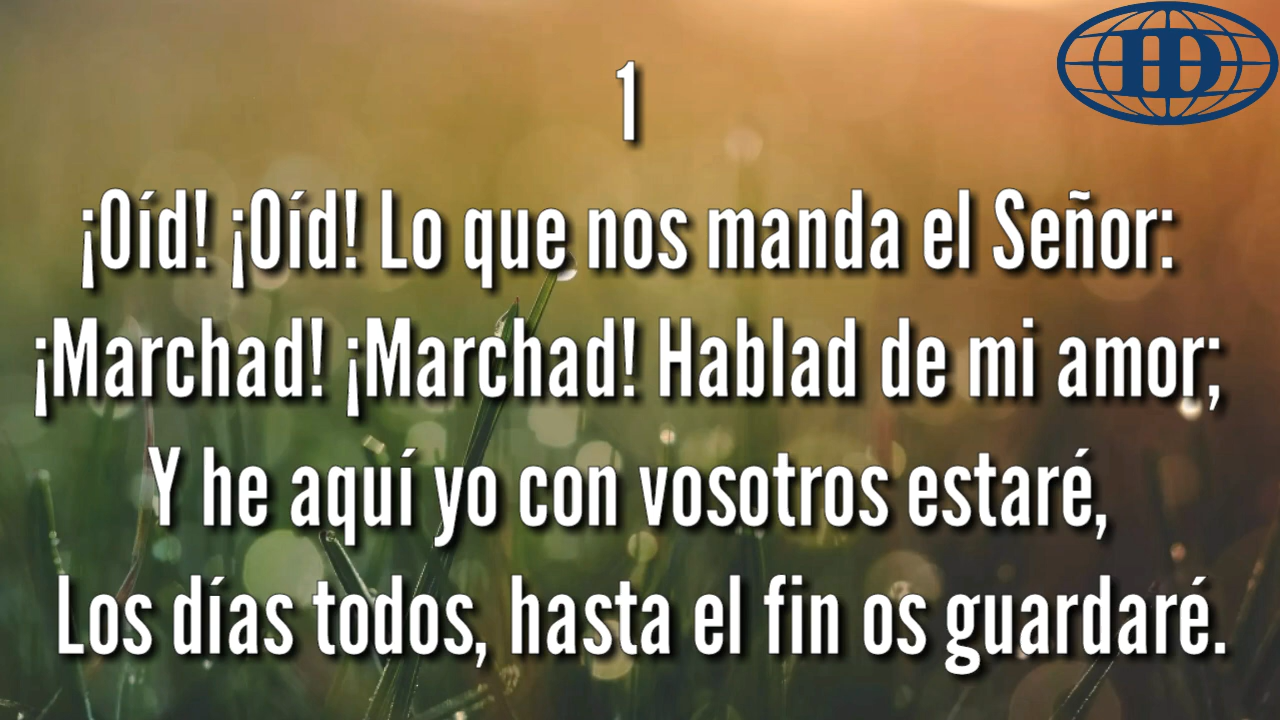 ID
1
¡Oíd! ¡Oíd! Lo que nos manda el Señor:
¡Marchad! ¡Marchad! Hablad de mi amor;
Y he aquí yo con vosotros estaré,
Los días todos, hasta el fin os guardaré.